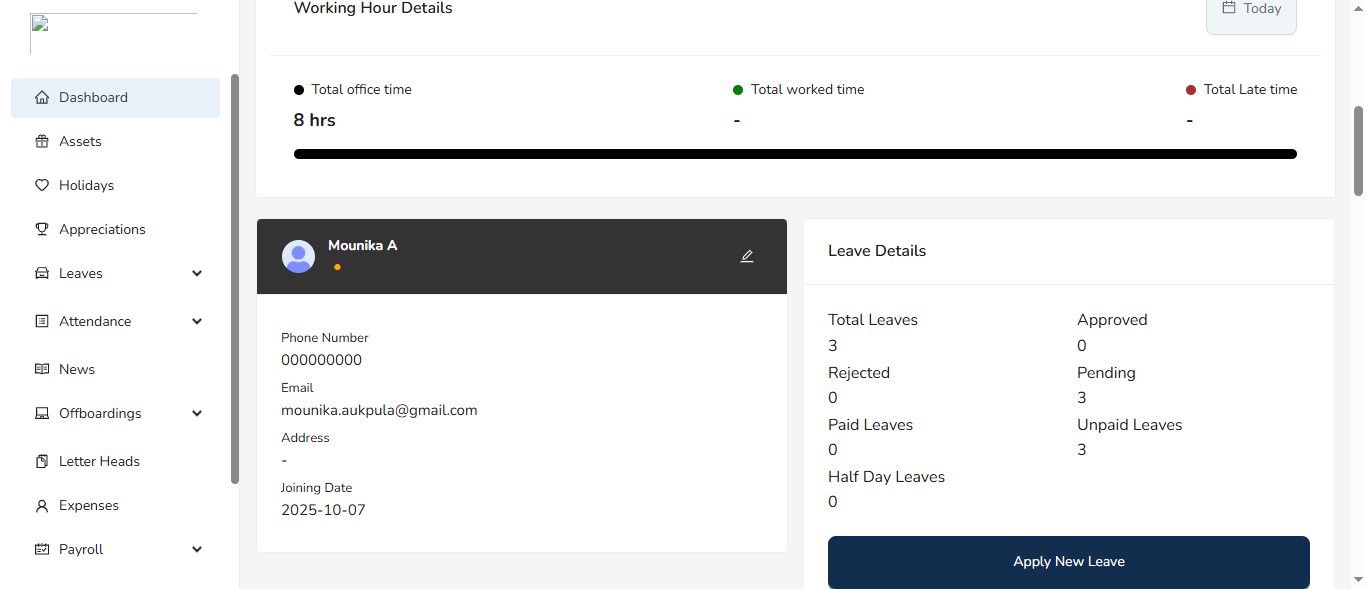 Working Hour Details
Today
Dashboard
Assets
Holidays
Appreciations
Leaves
Attendance
News
Offboardings
Letter Heads
Expenses
Payroll
Total office time
8 hrs
Total worked time
-
Total Late time
-
Mounika A
Phone Number
000000000
Email
mounika.aukpula@gmail.com
Address
-
Joining Date
2025-10-07
Leave Details
Total Leaves
3
Approved
0
Rejected
0
Pending
3
Paid Leaves
0
Unpaid Leaves
3
Half Day Leaves
0
Apply New Leave